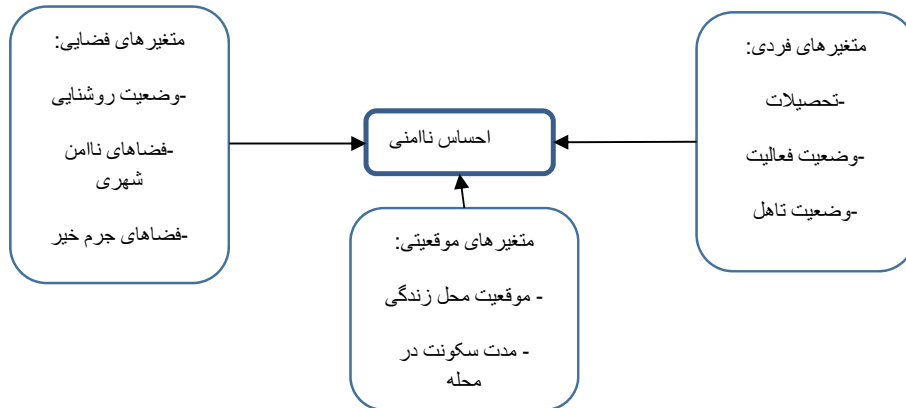 متغیرهای فردی:
-تحصیلات
-وضعیت فعالیت
-وضعیت تاهل
احساس ناامنی
متغیرهای فضایی:
-وضعیت روشنایی
-فضاهای ناامن
شهری
-فضاهای جرم خیر
متغیرهای موقعیتی:
- موقعیت محل زندگی
- مدت سکونت در
محله